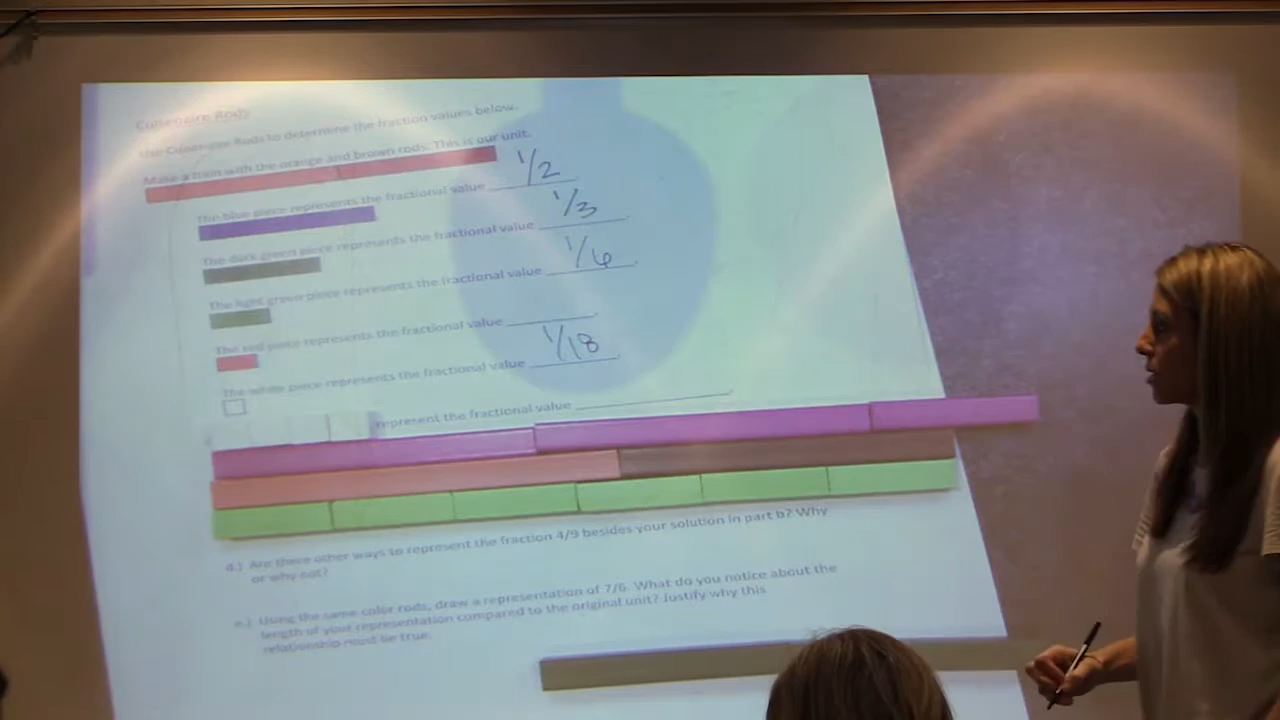 Cuisenaire Rods
Use Cuisenaire Rods to determine the fraction values below.
Make a train with the orange and brown rods. This is our unit.
The blue piece represents the fractional value 1/2
The dark green piece represents the fractional value 1/3.
The light green piece represents the fractional value 1/6.
The red piece represents the fractional value .
The white piece represents the fractional value 1/18.
represent the fractional value .
d.) Are there other ways to represent the fraction 4/9 besides your solution in part b? Why
or why not?
e.) Using the same color rods, draw a representation of 7/6. What do you notice about the
length of your representation compared to the original unit? Justify why this
relationship must be true.